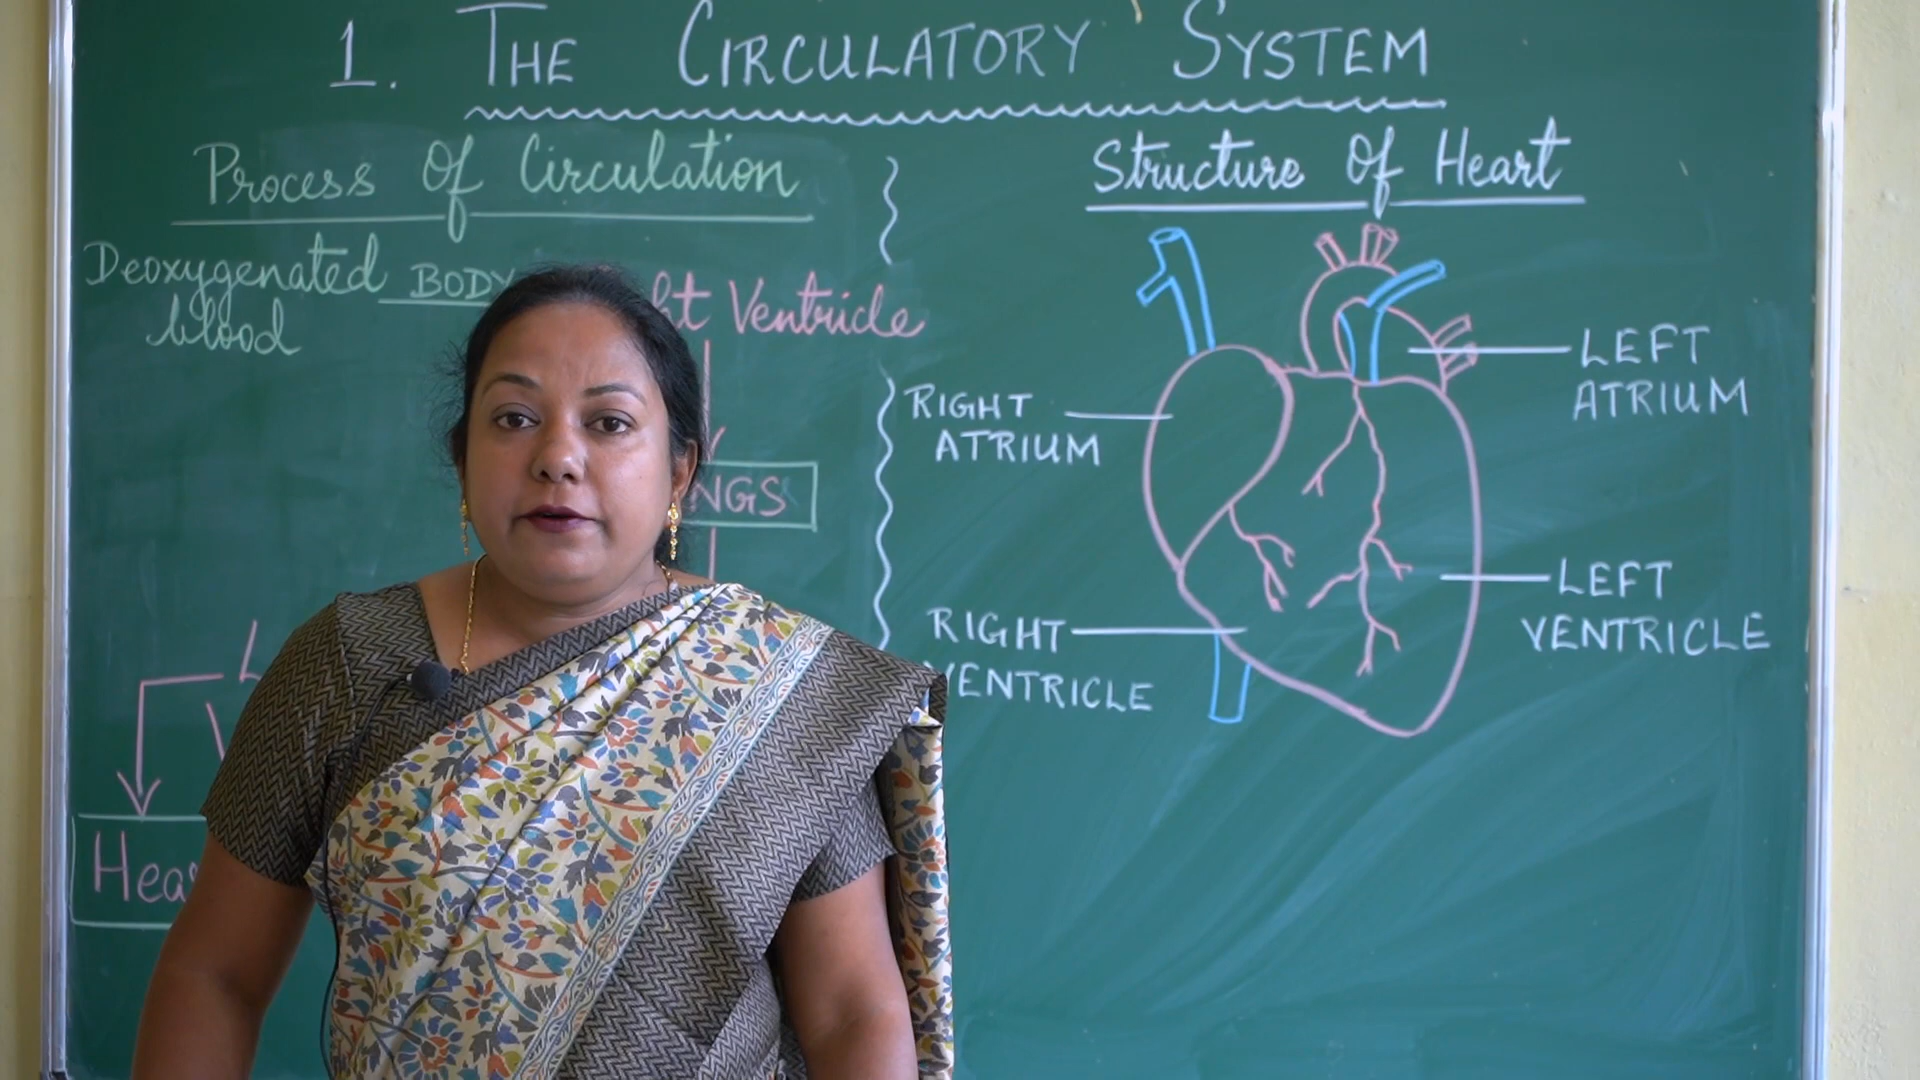 1. THE CIRCULATORY SYSTEM
Process Of Circulation
Deoxygenated BODY
blood
Ventricle
Structure Of Heart
RIGHT
ATRIUM
LEFT
ATRIUM
RIGHT
VENTRICLE
LEFT
VENTRICLE